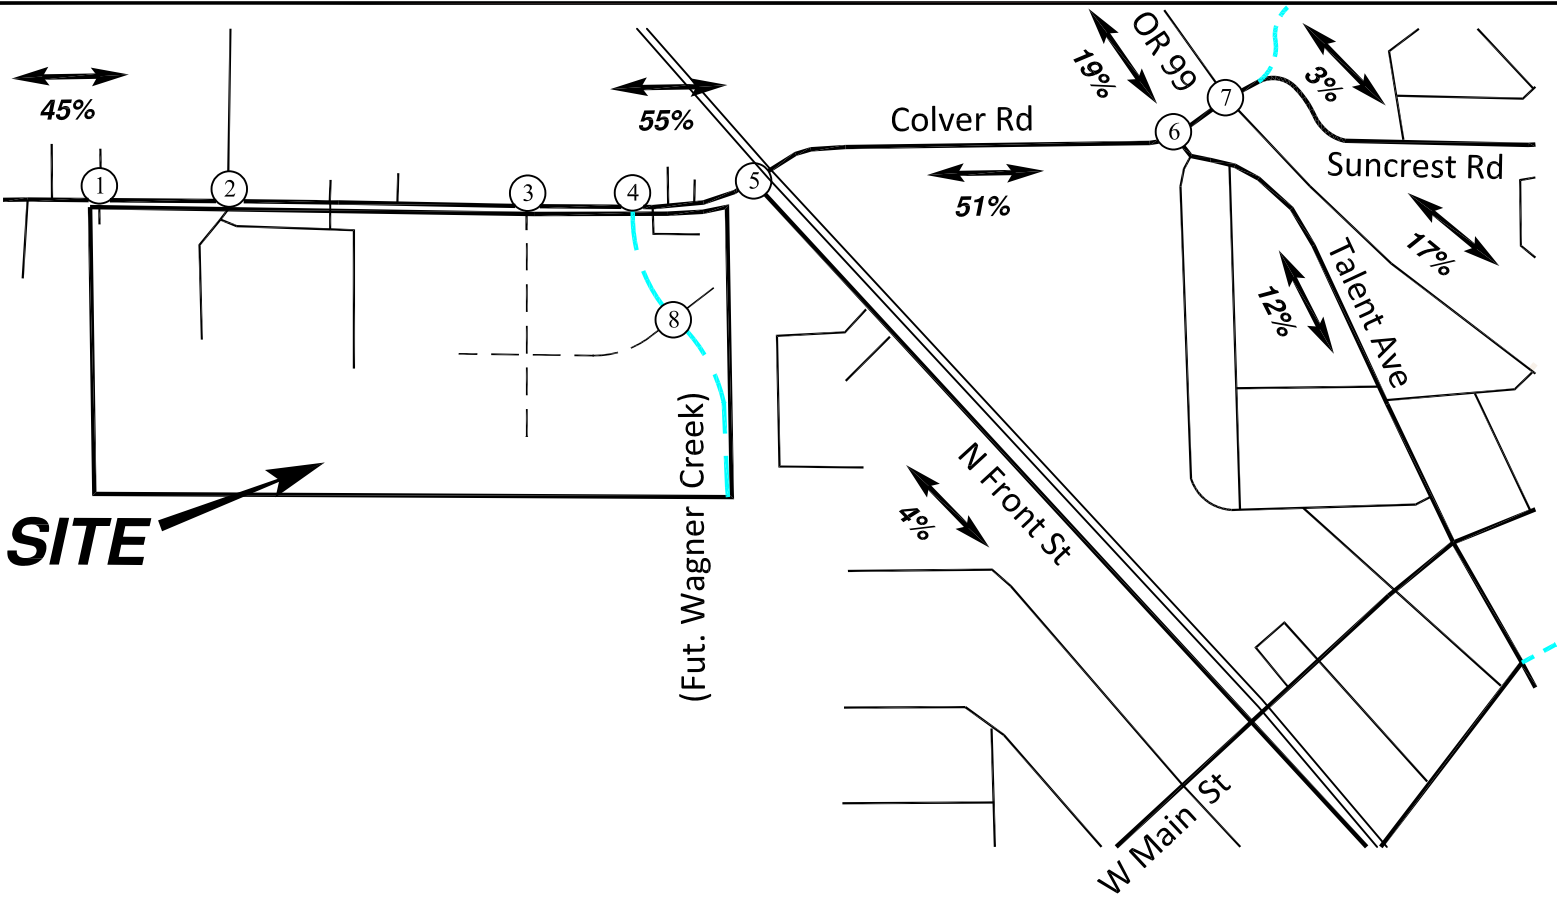 OR 99
19%
3%
45%
55%
7
Colver Rd
6
Suncrest Rd
1
2
3
4
5
51%
17%
Talent Ave
12%
8
(Fut. Wagner Creek)
N Front St
4%
SITE
W Main St